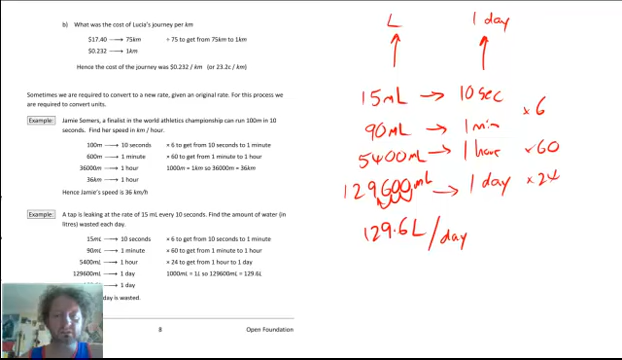 b) What was the cost of Lucia's journey per km
$17.40 → 75km ÷ 75 to get from 75km to 1km
$0.232 → 1km
Hence the cost of the journey was $0.232 / km (or 23.2c / km)
Sometimes we are required to convert to a new rate, given an original rate. For this process we
are required to convert units.
Example: Jamie Somers, a finalist in the world athletics championship can run 100m in 10
seconds. Find her speed in km / hour.
100m → 10 seconds × 6 to get from 10 seconds to 1 minute
600m → 1 minute × 60 to get from 1 minute to 1 hour
36000m → 1 hour 1000m = 1km so 36000m = 36km
36km → 1 hour
Hence Jamie's speed is 36 km/h
Example: A tap is leaking at the rate of 15 mL every 10 seconds. Find the amount of water (in
litres) wasted each day.
15mL → 10 seconds × 6 to get from 10 seconds to 1 minute
90mL → 1 minute × 60 to get from 1 minute to 1 hour
5400mL → 1 hour × 24 to get from 1 hour to 1 day
129600mL → 1 day 1000mL = 1L so 129600mL = 129.6L
→ 1 day
day is wasted.
8 Open Foundation
L 1 day
15mL → 10 sec
× 6
90mL → 1 min
5400mL → 1 hour × 60
129600mL → 1 day × 24
129.6L/day